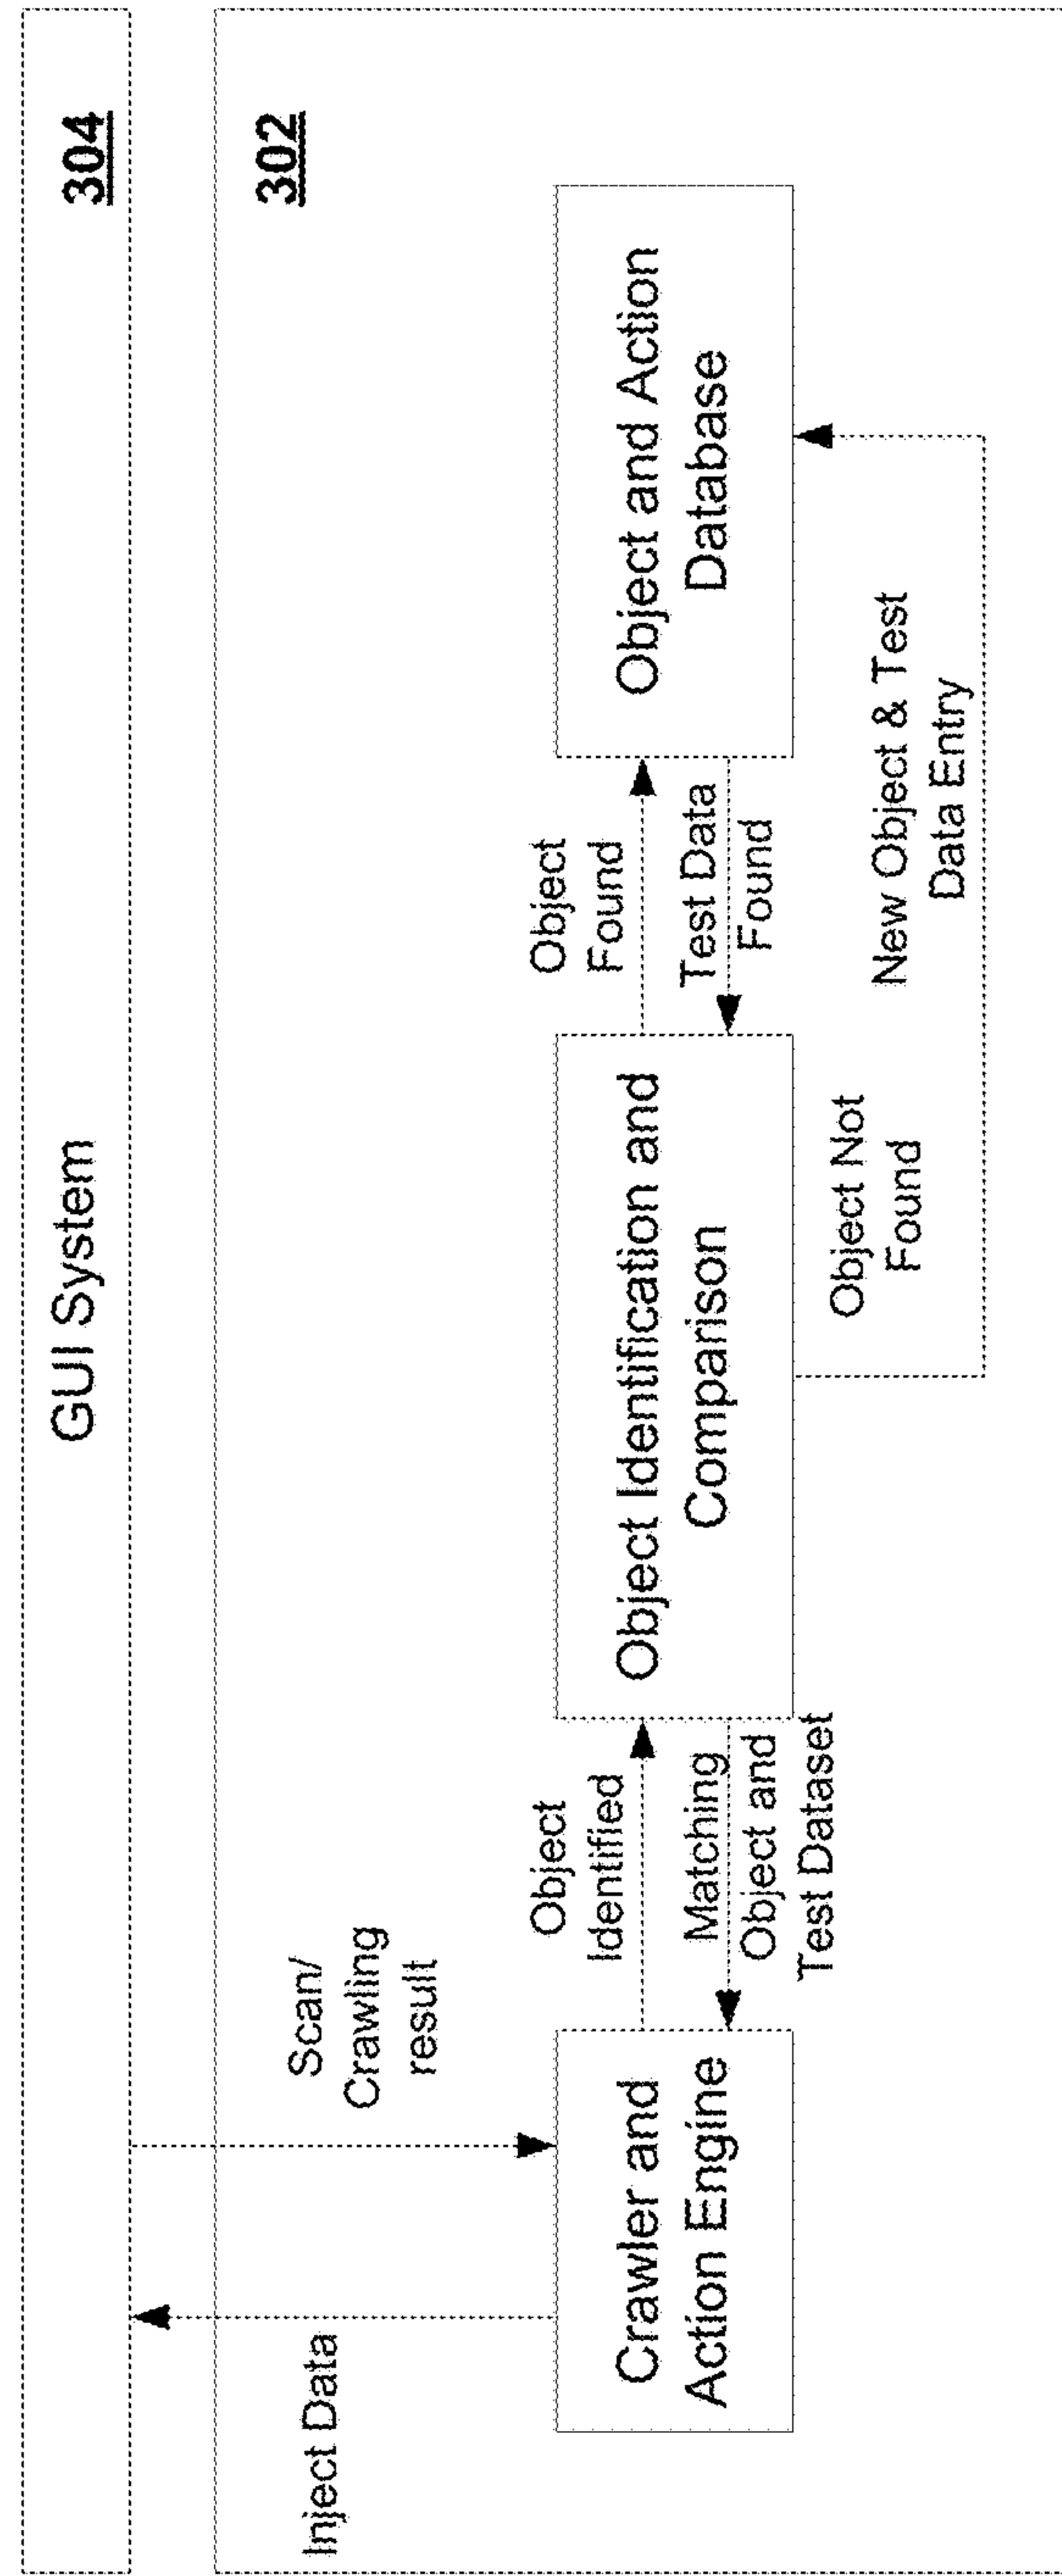 GUI System
304
302
Inject Data
Scan/
Crawling
result
Crawler and
Action Engine
Object
Identified
Matching
Object and
Test Dataset
Object Identification and
Comparison
Object
Found
Test Data
Found
Object and Action
Database
Object Not
Found
New Object & Test
Data Entry